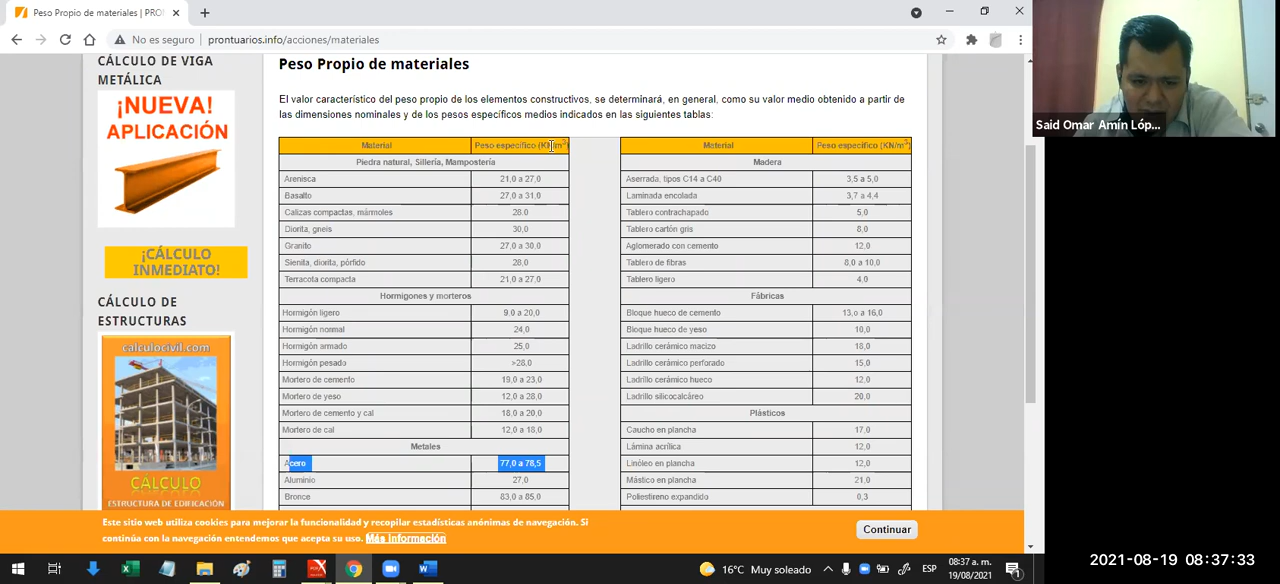 Peso Propio de materiales | PRON
No es seguro | prontuarios.info/acciones/materiales
CÁLCULO DE VIGA
METÁLICA
¡NUEVA!
APLICACIÓN
¡CÁLCULO
INMEDIATO!
CÁLCULO DE
ESTRUCTURAS
calculocivil.com
CÁLCULO
ESTRUCTURA DE EDIFICACIÓN
Peso Propio de materiales
El valor característico del peso propio de los elementos constructivos, se determinará, en general, como su valor medio obtenido a partir de
las dimensiones nominales y de los pesos específicos medios indicados en las siguientes tablas:
Material Peso específico (KN/m³)
Piedra natural, Sillería, Mampostería
Arenisca 21,0 a 27,0
Basalto 27,0 a 31,0
Calizas compactas, mármoles 28.0
Diorita, gneis 30,0
Granito 27,0 a 30,0
Sienita, diorita, pórfido 28,0
Terracota compacta 21,0 a 27,0
Hormigones y morteros
Hormigón ligero 9.0 a 20,0
Hormigón normal 24,0
Hormigón armado 25,0
Hormigón pesado >28,0
Mortero de cemento 19,0 a 23,0
Mortero de yeso 12,0 a 28,0
Mortero de cemento y cal 18,0 a 20,0
Mortero de cal 12,0 a 18,0
Metales
Acero 77,0 a 78,5
Aluminio 27,0
Bronce 83,0 a 85,0
Material Peso específico (KN/m³)
Madera
Aserrada, tipos C14 a C40 3,5 a 5,0
Laminada encolada 3,7 a 4,4
Tablero contrachapado 5,0
Tablero cartón gris 8,0
Aglomerado con cemento 12,0
Tablero de fibras 8,0 a 10,0
Tablero ligero 4,0
Fábricas
Bloque hueco de cemento 13,o a 16,0
Bloque hueco de yeso 10,0
Ladrillo cerámico macizo 18,0
Ladrillo cerámico perforado 15,0
Ladrillo cerámico hueco 12,0
Ladrillo silicocalcáreo 20,0
Plásticos
Caucho en plancha 17,0
Lámina acrílica 12,0
Linóleo en plancha 12,0
Mástico en plancha 21,0
Poliestireno expandido 0,3
Este sitio web utiliza cookies para mejorar la funcionalidad y recopilar estadísticas anónimas de navegación. Si
continúa con la navegación entendemos que acepta su uso. Más información
Continuar
Said Omar Amín Lóp...
16°C Muy soleado
ESP
08:37 a. m.
19/08/2021
2021-08-19 08:37:33